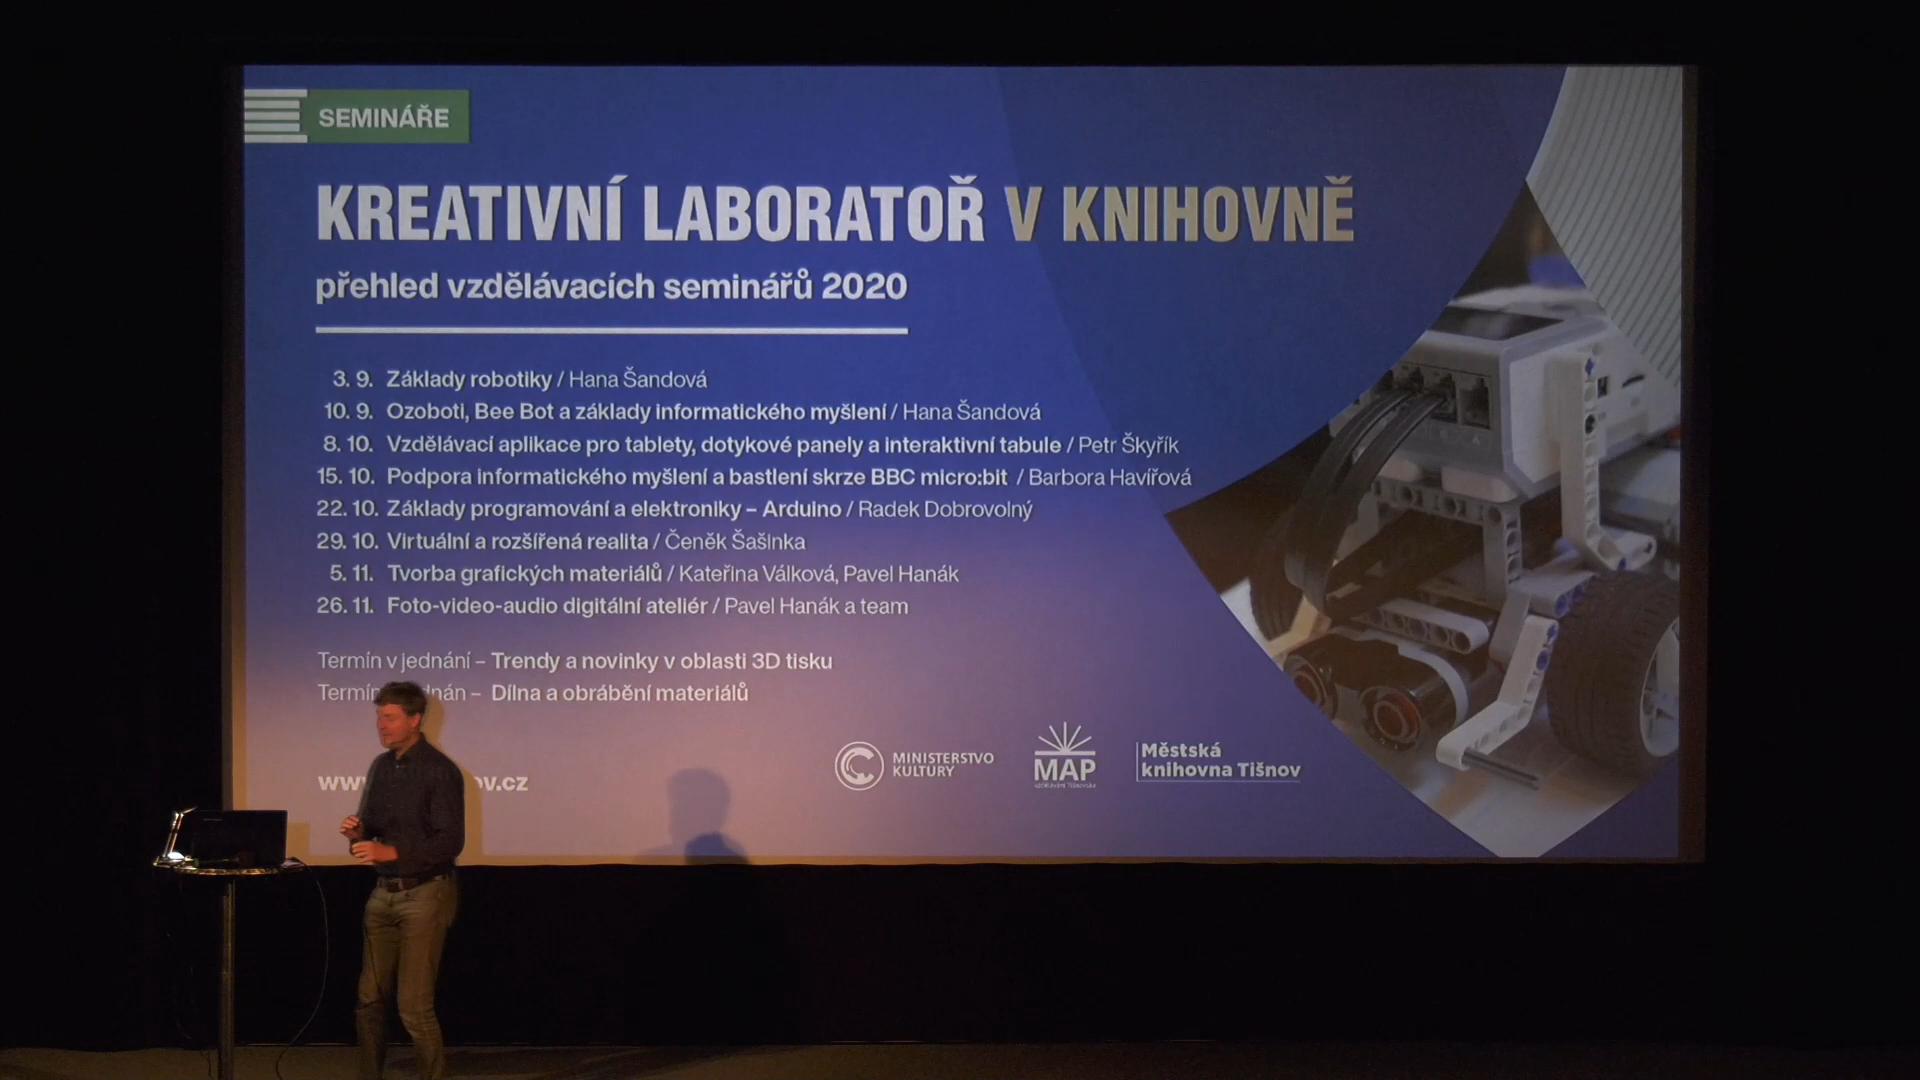 SEMINÁŘE
KREATIVNÍ LABORATOŘ V KNIHOVNĚ
přehled vzdělávacích seminářů 2020
3. 9. Základy robotiky / Hana Šandová
10. 9. Ozoboti, Bee Bot a základy informatického myšlení / Hana Šandová
8. 10. Vzdělávací aplikace pro tablety, dotykové panely a interaktivní tabule / Petr Škyřík
15. 10. Podpora informatického myšlení a bastlení skrze BBC micro:bit / Barbora Havířová
22. 10. Základy programování a elektroniky – Arduino / Radek Dobrovolný
29. 10. Virtuální a rozšířená realita / Čeněk Šašinka
5. 11. Tvorba grafických materiálů / Kateřina Válková, Pavel Hanák
26. 11. Foto-video-audio digitální ateliér / Pavel Hanák a team
Termín v jednání – Trendy a novinky v oblasti 3D tisku
Termín – Dílna a obrábění materiálů
MINISTERSTVO
KULTURY
MAP
Městská
knihovna Tišnov